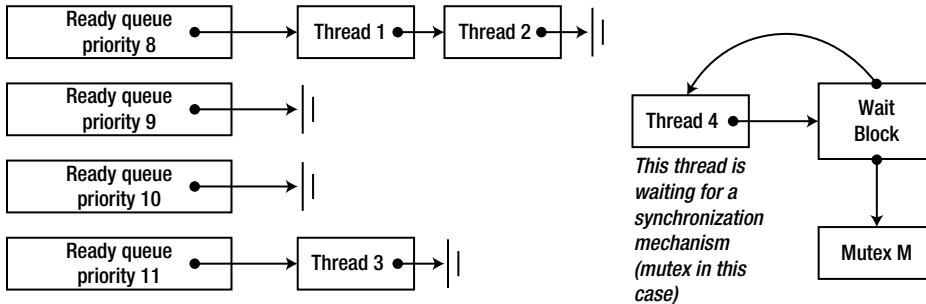 Ready queue
priority 8
Thread 1
Thread 2
Ready queue
priority 9
Ready queue
priority 10
Ready queue
priority 11
Thread 3
Thread 4
Wait
Block
This thread is
waiting for a
synchronization
mechanism
(mutex in this
case)
Mutex M